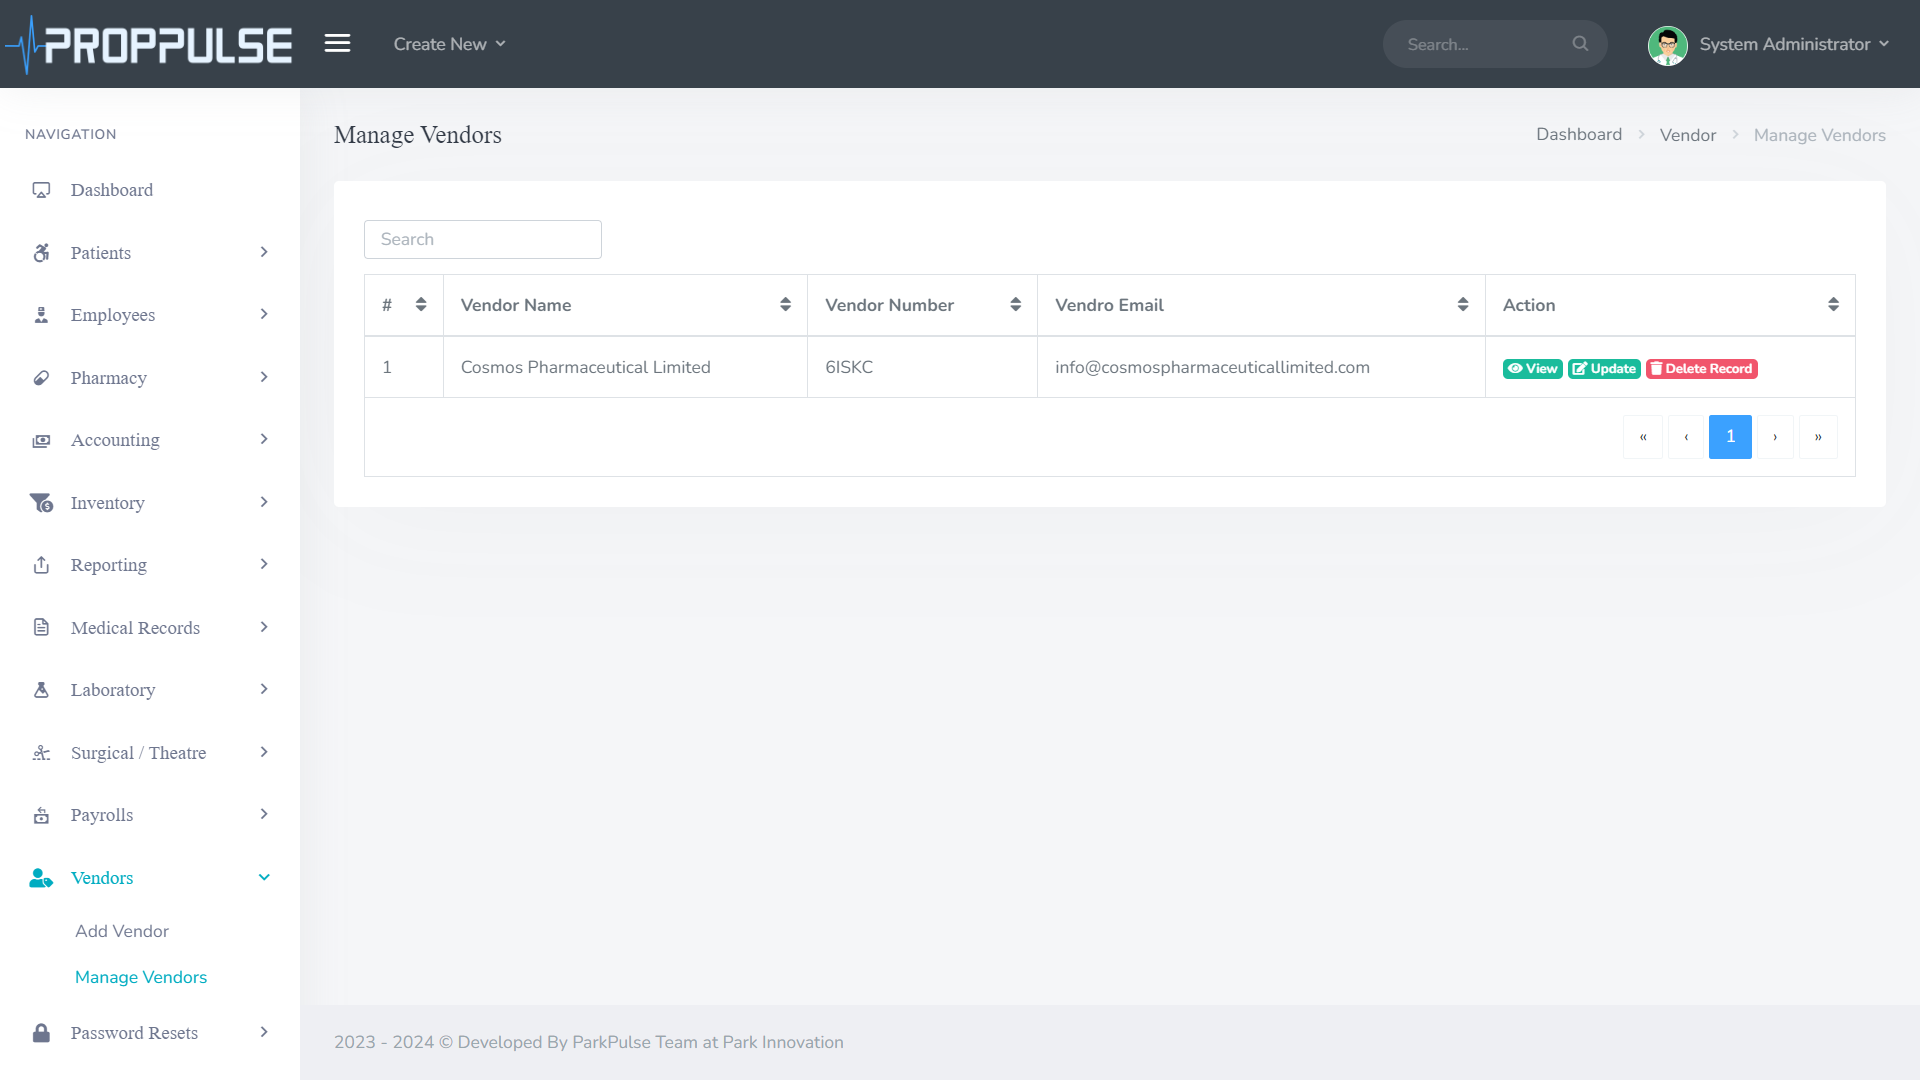 PROPPULSE
Create New
Search...
System Administrator
NAVIGATION
Dashboard
Patients
Employees
Pharmacy
Accounting
Inventory
Reporting
Medical Records
Laboratory
Surgical / Theatre
Payrolls
Vendors
Add Vendor
Manage Vendors
Password Resets
Manage Vendors
Dashboard > Vendor > Manage Vendors
Search
# Vendor Name Vendor Number Vendro Email Action
1 Cosmos Pharmaceutical Limited 6ISKC info@cosmospharmaceuticallimited.com View Update Delete Record
« ‹ 1 › »
2023 - 2024 © Developed By ParkPulse Team at Park Innovation